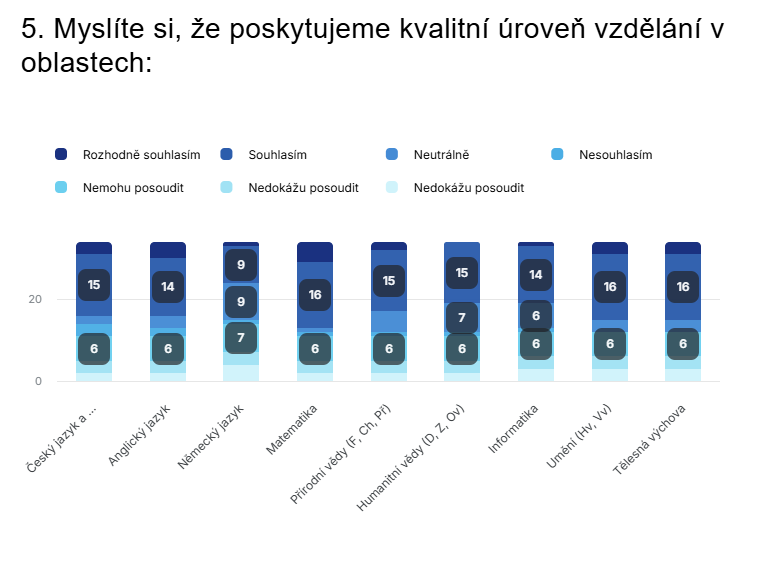 5. Myslíte si, že poskytujeme kvalitní úroveň vzdělání v
oblastech:
Rozhodně souhlasím Souhlasím Neutrálně Nesouhlasím
Nemohu posoudit Nedokážu posoudit Nedokážu posoudit
9
15 14 16 15 15 14 16 16
20
9 7 6
6 6 7 6 6 6 6 6 6
0
Český jazyk a ...
Anglický jazyk
Německý jazyk
Matematika
Přírodní vědy (F, Ch, Př)
Humanitní vědy (D, Z, Ov)
Informatika
Umění (Hv, Vv)
Tělesná výchova